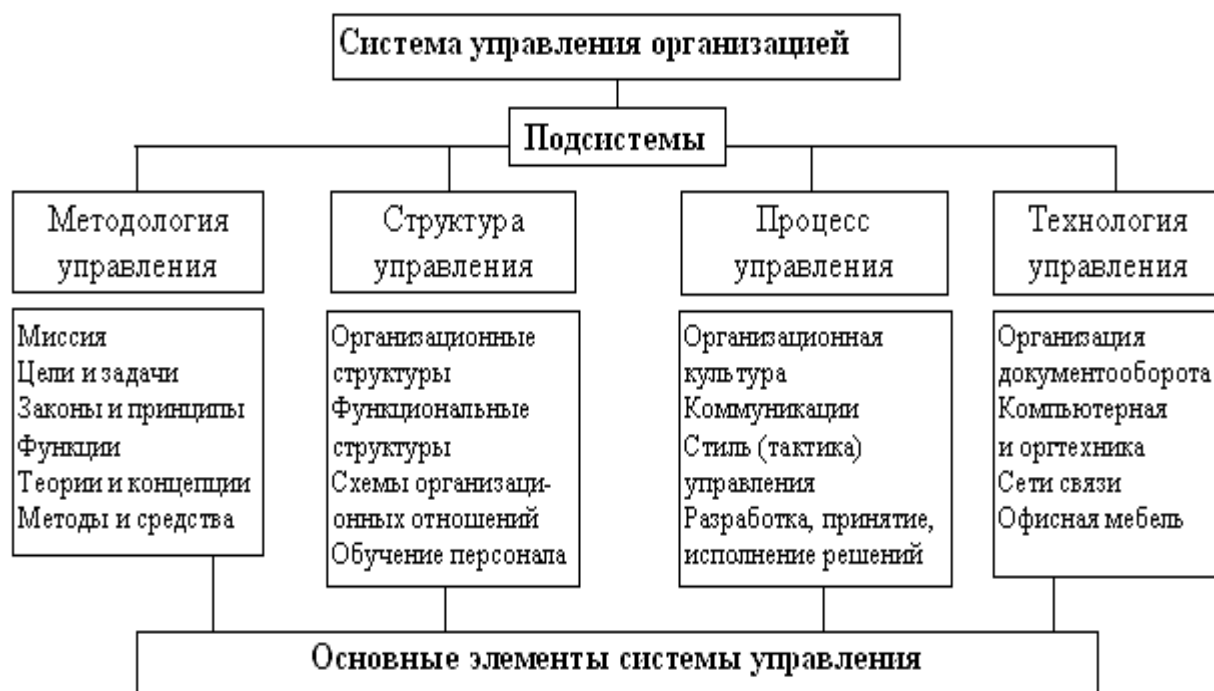 Система управления организацией
Подсистемы
Методология
управления
Структура
управления
Процесс
управления
Технология
управления
Миссия
Цели и задачи
Законы и принципы
Функции
Теории и концепции
Методы и средства
Организационные
структуры
Функциональные
структуры
Схемы организаци-
онных отношений
Обучение персонала
Организационная
культура
Коммуникации
Стиль (тактика)
управления
Разработка, принятие,
исполнение решений
Организация
документооборота
Компьютерная
и оргтехника
Сети связи
Офисная мебель
Основные элементы системы управления